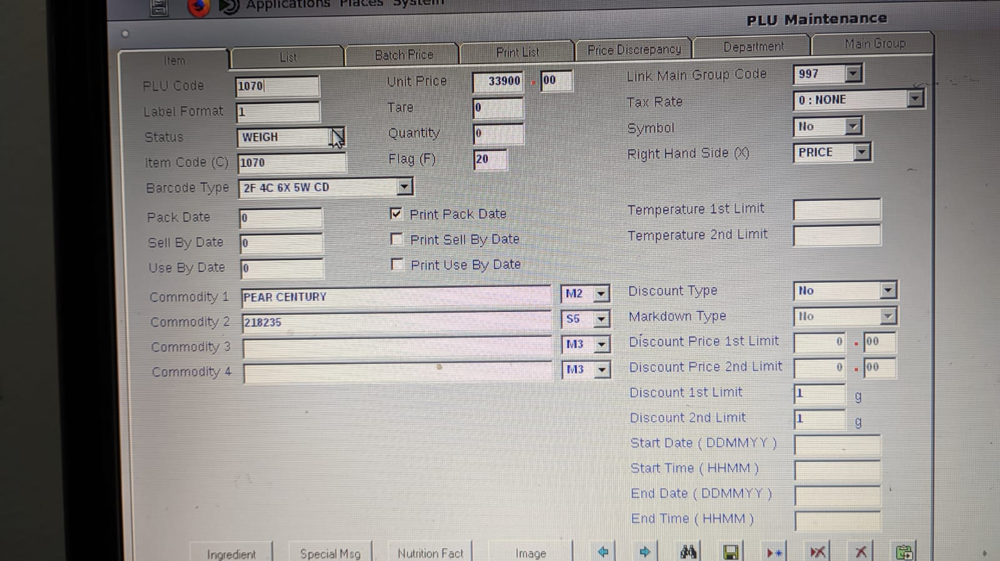 Applications Places System
PLU Maintenance
Item List Batch Price Print List Price Discrepancy Department Main Group
PLU Code 1070 Unit Price 33900 . 00 Link Main Group Code 997
Label Format 1 Tare 0 Tax Rate 0 : NONE
Status WEIGH Quantity 0 Symbol No
Item Code (C) 1070 Flag (F) 20 Right Hand Side (X) PRICE
Barcode Type 2F 4C 6X 5W CD
Pack Date 0 Print Pack Date Temperature 1st Limit
Sell By Date 0 Print Sell By Date Temperature 2nd Limit
Use By Date 0 Print Use By Date
Commodity 1 PEAR CENTURY M2 Discount Type No
Commodity 2 218235 S5 Markdown Type No
Commodity 3 M3 Discount Price 1st Limit 0 . 00
Commodity 4 M3 Discount Price 2nd Limit 0 . 00
Discount 1st Limit 1 g
Discount 2nd Limit 1 g
Start Date ( DDMMYY )
Start Time ( HHMM )
End Date ( DDMMYY )
End Time ( HHMM )
Ingredient Special Msg Nutrition Fact Image